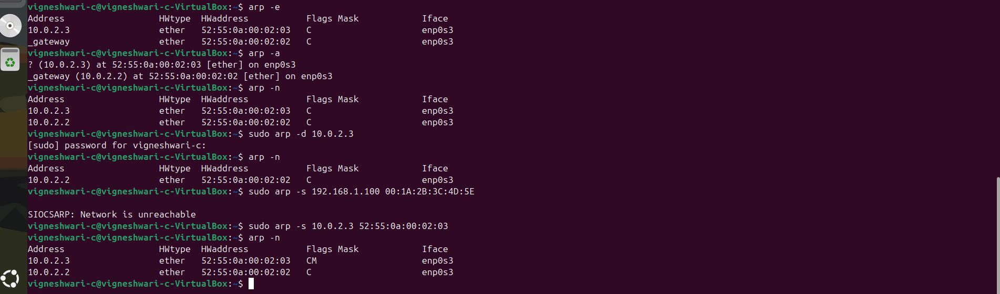 vigneshwari-c@vigneshwari-c-VirtualBox:~$ arp -e
Address                  HWtype  HWaddress           Flags Mask            Iface
10.0.2.3                 ether   52:55:0a:00:02:03   C                     enp0s3
_gateway                 ether   52:55:0a:00:02:02   C                     enp0s3
vigneshwari-c@vigneshwari-c-VirtualBox:~$ arp -a
? (10.0.2.3) at 52:55:0a:00:02:03 [ether] on enp0s3
_gateway (10.0.2.2) at 52:55:0a:00:02:02 [ether] on enp0s3
vigneshwari-c@vigneshwari-c-VirtualBox:~$ arp -n
Address                  HWtype  HWaddress           Flags Mask            Iface
10.0.2.3                 ether   52:55:0a:00:02:03   C                     enp0s3
10.0.2.2                 ether   52:55:0a:00:02:02   C                     enp0s3
vigneshwari-c@vigneshwari-c-VirtualBox:~$ sudo arp -d 10.0.2.3
[sudo] password for vigneshwari-c:
vigneshwari-c@vigneshwari-c-VirtualBox:~$ arp -n
Address                  HWtype  HWaddress           Flags Mask            Iface
10.0.2.2                 ether   52:55:0a:00:02:02   C                     enp0s3
vigneshwari-c@vigneshwari-c-VirtualBox:~$ sudo arp -s 192.168.1.100 00:1A:2B:3C:4D:5E
SIOCSARP: Network is unreachable
vigneshwari-c@vigneshwari-c-VirtualBox:~$ sudo arp -s 10.0.2.3 52:55:0a:00:02:03
vigneshwari-c@vigneshwari-c-VirtualBox:~$ arp -n
Address                  HWtype  HWaddress           Flags Mask            Iface
10.0.2.3                 ether   52:55:0a:00:02:03   CM                    enp0s3
10.0.2.2                 ether   52:55:0a:00:02:02   C                     enp0s3
vigneshwari-c@vigneshwari-c-VirtualBox:~$